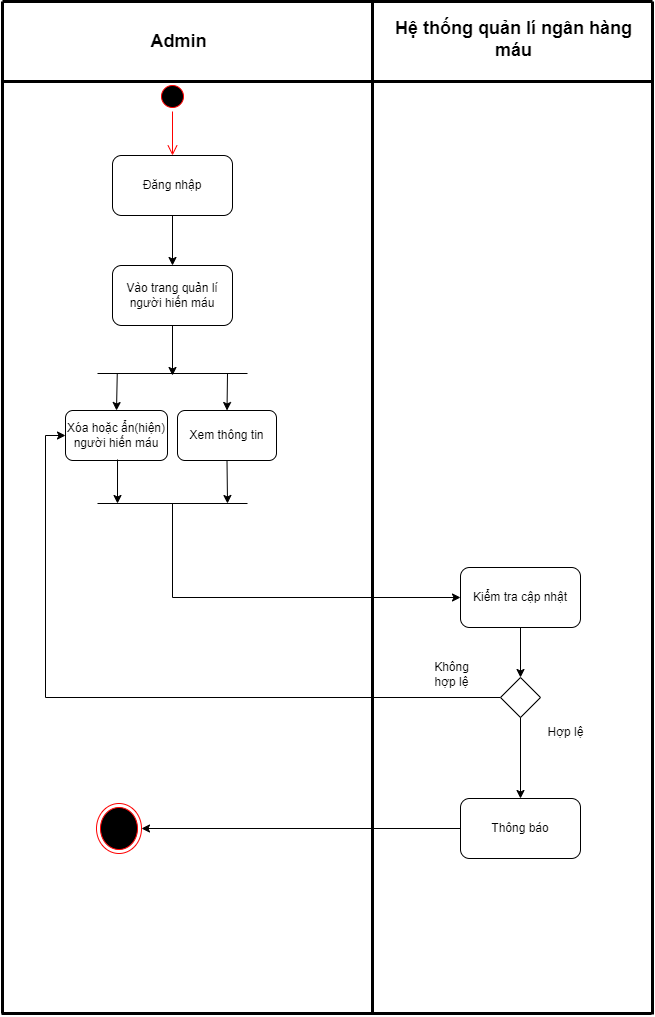 Admin
Hệ thống quản lí ngân hàng
máu
Đăng nhập
Vào trang quản lí
người hiến máu
Xóa hoặc ẩn(hiện)
người hiến máu
Xem thông tin
Kiểm tra cập nhật
Không
hợp lệ
Hợp lệ
Thông báo